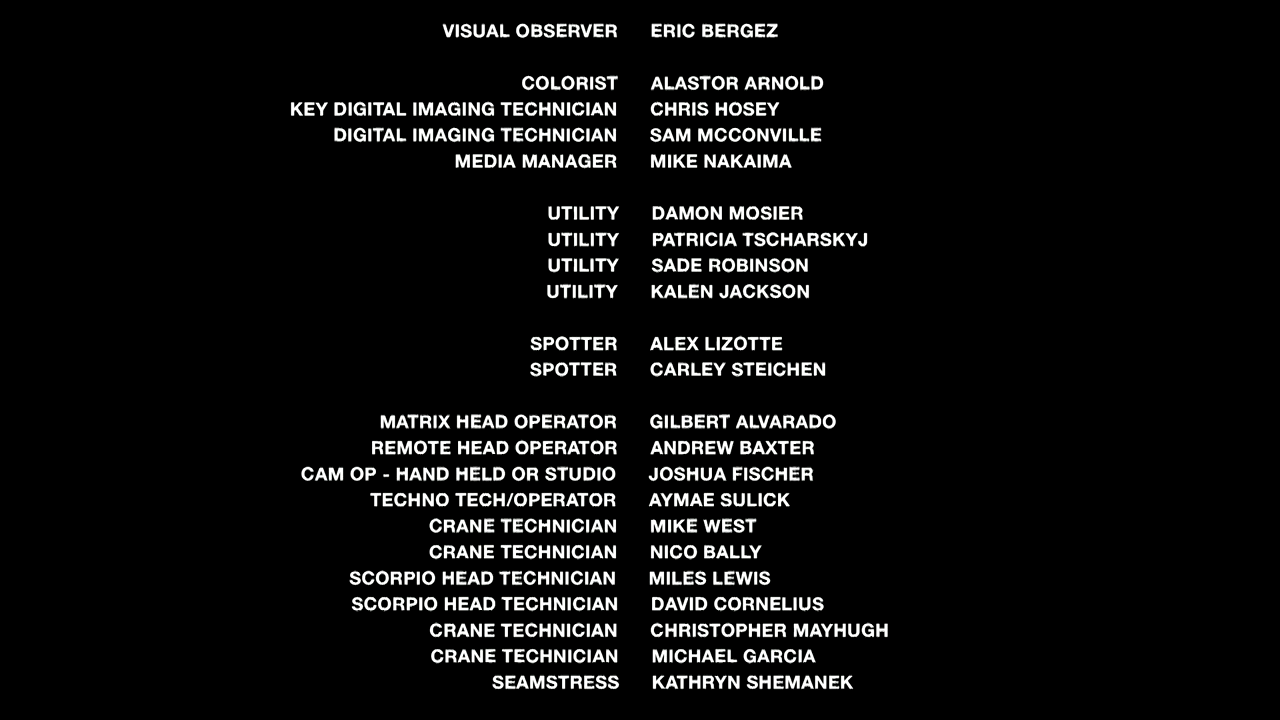 VISUAL OBSERVER ERIC BERGEZ
COLORIST ALASTOR ARNOLD
KEY DIGITAL IMAGING TECHNICIAN CHRIS HOSEY
DIGITAL IMAGING TECHNICIAN SAM MCCONVILLE
MEDIA MANAGER MIKE NAKAIMA
UTILITY DAMON MOSIER
UTILITY PATRICIA TSCHARSKYJ
UTILITY SADE ROBINSON
UTILITY KALEN JACKSON
SPOTTER ALEX LIZOTTE
SPOTTER CARLEY STEICHEN
MATRIX HEAD OPERATOR GILBERT ALVARADO
REMOTE HEAD OPERATOR ANDREW BAXTER
CAM OP - HAND HELD OR STUDIO JOSHUA FISCHER
TECHNO TECH/OPERATOR AYMAE SULICK
CRANE TECHNICIAN MIKE WEST
CRANE TECHNICIAN NICO BALLY
SCORPIO HEAD TECHNICIAN MILES LEWIS
SCORPIO HEAD TECHNICIAN DAVID CORNELIUS
CRANE TECHNICIAN CHRISTOPHER MAYHUGH
CRANE TECHNICIAN MICHAEL GARCIA
SEAMSTRESS KATHRYN SHEMANEK